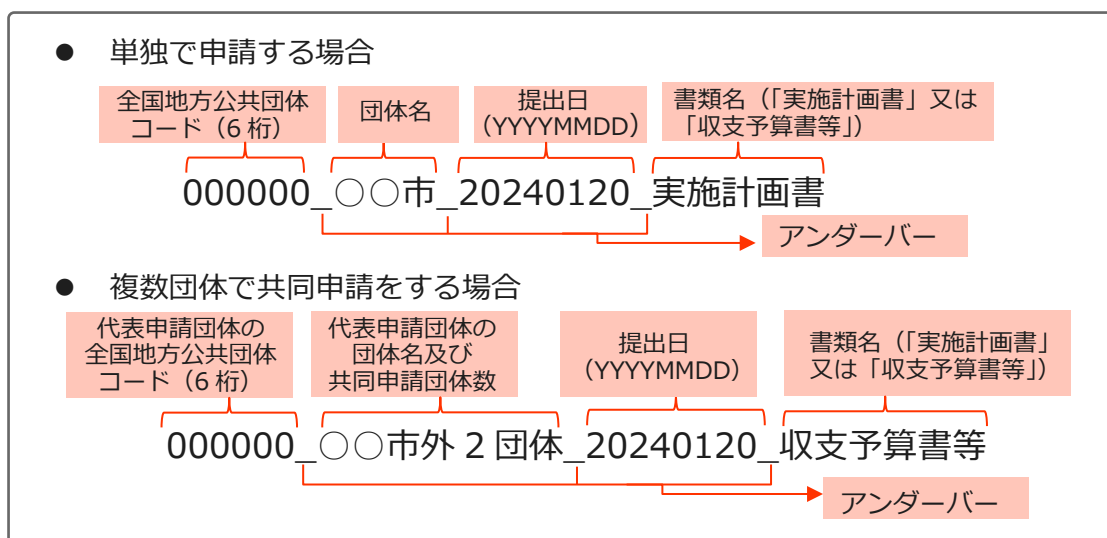 ● 単独で申請する場合
全国地方公共団体
コード（6 桁）
団体名
提出日
（YYYYMMDD）
書類名（「実施計画書」又は
「収支予算書等」）
000000_○○市_20240120_実施計画書
アンダーバー
● 複数団体で共同申請をする場合
代表申請団体の
全国地方公共団体
コード（6 桁）
代表申請団体の
団体名及び
共同申請団体数
提出日
（YYYYMMDD）
書類名（「実施計画書」
又は「収支予算書等」）
000000_○○市外 2 団体_20240120_収支予算書等
アンダーバー